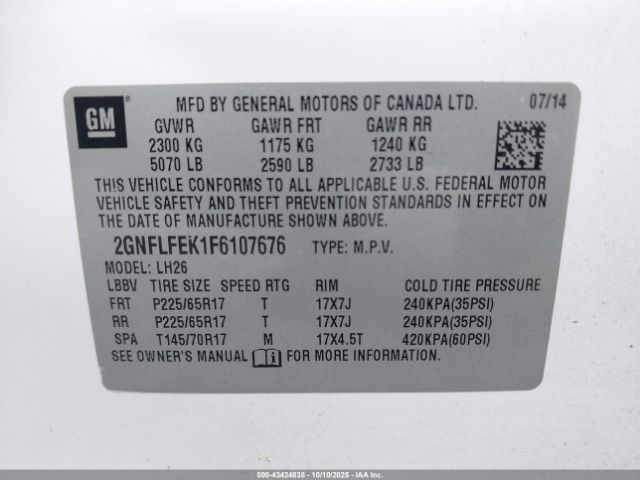 GM ®
MFD BY GENERAL MOTORS OF CANADA LTD. 07/14
GVWR GAWR FRT GAWR RR
2300 KG 1175 KG 1240 KG
5070 LB 2590 LB 2733 LB
THIS VEHICLE CONFORMS TO ALL APPLICABLE U.S. FEDERAL MOTOR
VEHICLE SAFETY AND THEFT PREVENTION STANDARDS IN EFFECT ON
THE DATE OF MANUFACTURE SHOWN ABOVE.
2GNFLFEK1F6107676 TYPE: M.P.V.
MODEL: LH26
LBBV TIRE SIZE SPEED RTG RIM COLD TIRE PRESSURE
FRT P225/65R17 T 17X7J 240KPA(35PSI)
RR P225/65R17 T 17X7J 240KPA(35PSI)
SPA T145/70R17 M 17X4.5T 420KPA(60PSI)
SEE OWNER'S MANUAL i FOR MORE INFORMATION.
000-43424838 - 10/10/2025 - COPYRIGHT IAA, LLC.